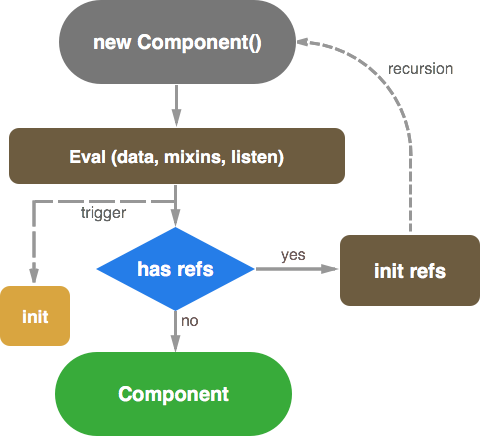 new Component()
recursion
Eval (data, mixins, listen)
trigger
has refs
yes
init refs
init
no
Component